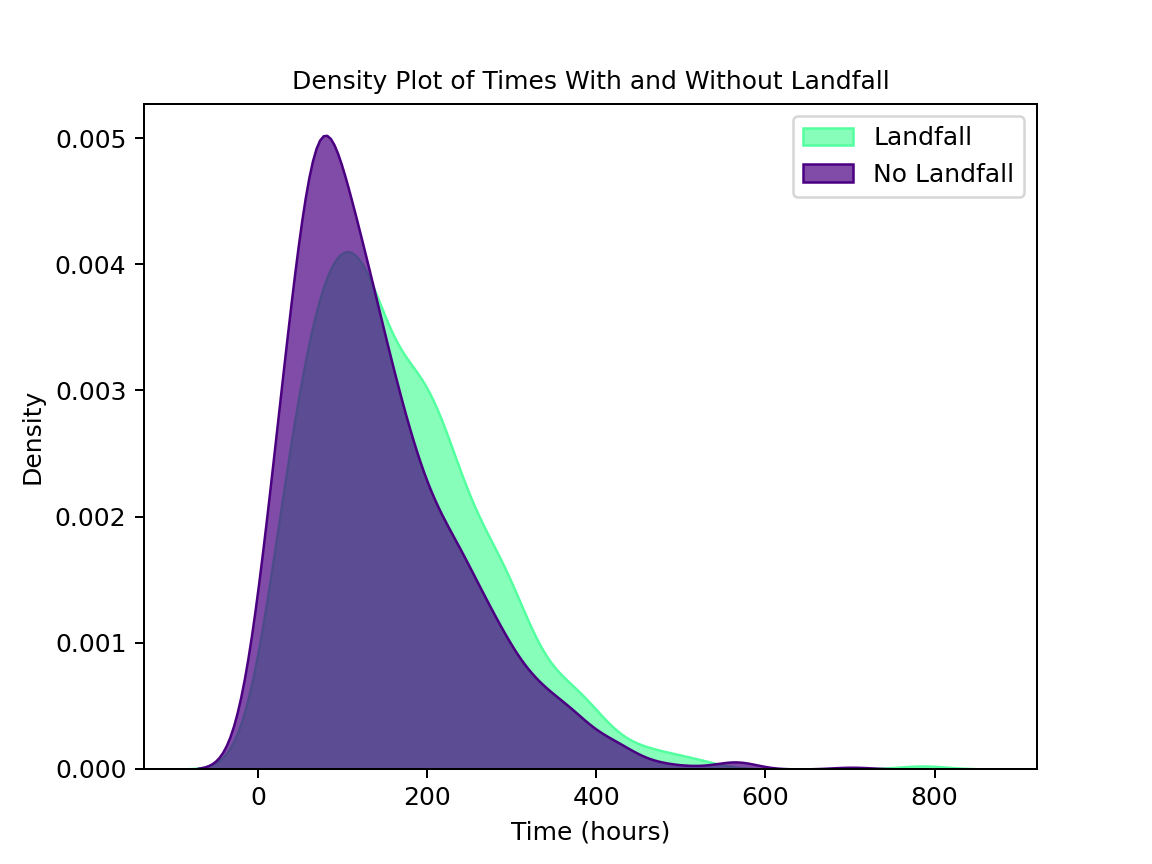 Density Plot of Times With and Without Landfall
Landfall
No Landfall
0.005
0.004
0.003
0.002
0.001
0.000
Density
0 200 400 600 800
Time (hours)